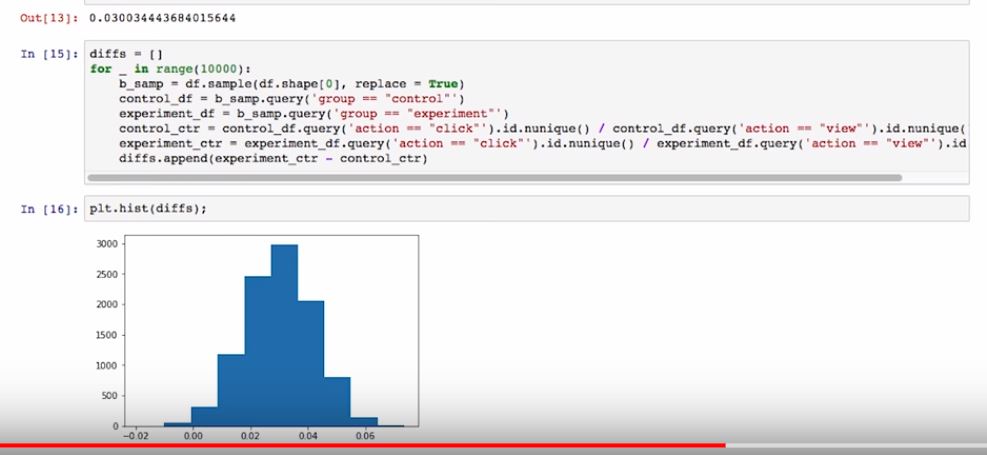 Out[13]: 0.030034443684015644
In [15]: diffs = []
for _ in range(10000):
b_samp = df.sample(df.shape[0], replace = True)
control_df = b_samp.query('group == "control"')
experiment_df = b_samp.query('group == "experiment"')
control_ctr = control_df.query('action == "click"').id.nunique() / control_df.query('action == "view"').id.nunique(
experiment_ctr = experiment_df.query('action == "click"').id.nunique() / experiment_df.query('action == "view"').id
diffs.append(experiment_ctr - control_ctr)
In [16]: plt.hist(diffs);
3000
2500
2000
1500
1000
500
0
−0.02 0.00 0.02 0.04 0.06